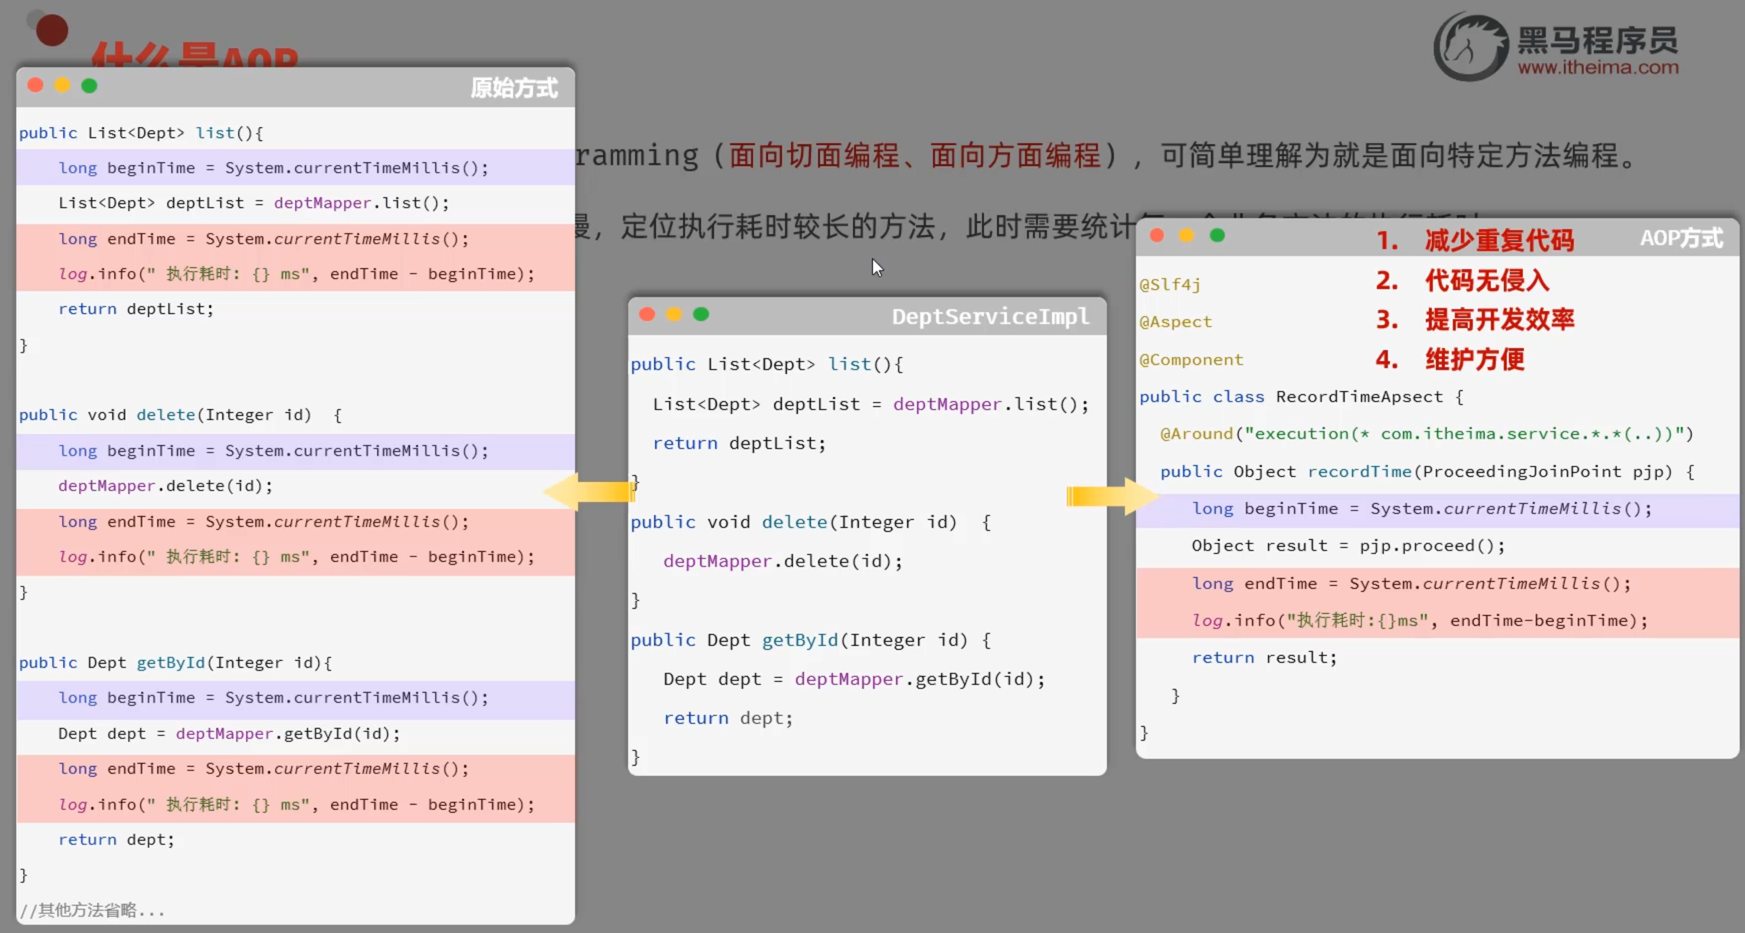 什么是AOP
黑马程序员
www.itheima.com
ramming（面向切面编程、面向方面编程），可简单理解为就是面向特定方法编程。
慢，定位执行耗时较长的方法，此时需要统计
原始方式
public List<Dept> list(){
long beginTime = System.currentTimeMillis();
List<Dept> deptList = deptMapper.list();
long endTime = System.currentTimeMillis();
log.info(" 执行耗时: {} ms", endTime - beginTime);
return deptList;
}
public void delete(Integer id)  {
long beginTime = System.currentTimeMillis();
deptMapper.delete(id);
long endTime = System.currentTimeMillis();
log.info(" 执行耗时: {} ms", endTime - beginTime);
}
public Dept getById(Integer id){
long beginTime = System.currentTimeMillis();
Dept dept = deptMapper.getById(id);
long endTime = System.currentTimeMillis();
log.info(" 执行耗时: {} ms", endTime - beginTime);
return dept;
}
//其他方法省略...
DeptServiceImpl
public List<Dept> list(){
List<Dept> deptList = deptMapper.list();
return deptList;
}
public void delete(Integer id)  {
deptMapper.delete(id);
}
public Dept getById(Integer id) {
Dept dept = deptMapper.getById(id);
return dept;
}
AOP方式
1. 减少重复代码
2. 代码无侵入
3. 提高开发效率
4. 维护方便
@Slf4j
@Aspect
@Component
public class RecordTimeApsect {
@Around("execution(* com.itheima.service.*.*(..))")
public Object recordTime(ProceedingJoinPoint pjp) {
long beginTime = System.currentTimeMillis();
Object result = pjp.proceed();
long endTime = System.currentTimeMillis();
log.info("执行耗时:{}ms", endTime-beginTime);
return result;
}
}